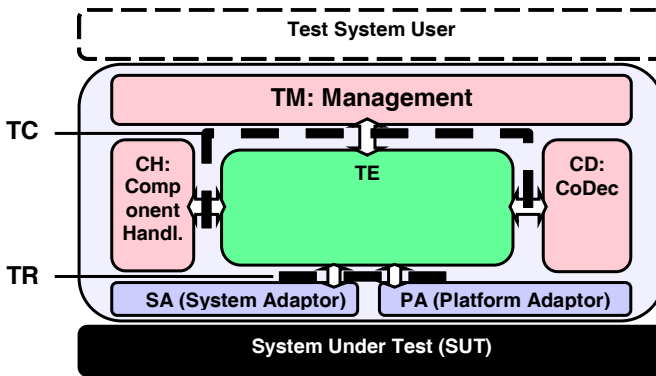 Test System User
TM: Management
TC
CH:
Comp
onent
Handl.
TE
CD:
CoDec
TR
SA (System Adaptor)
PA (Platform Adaptor)
System Under Test (SUT)